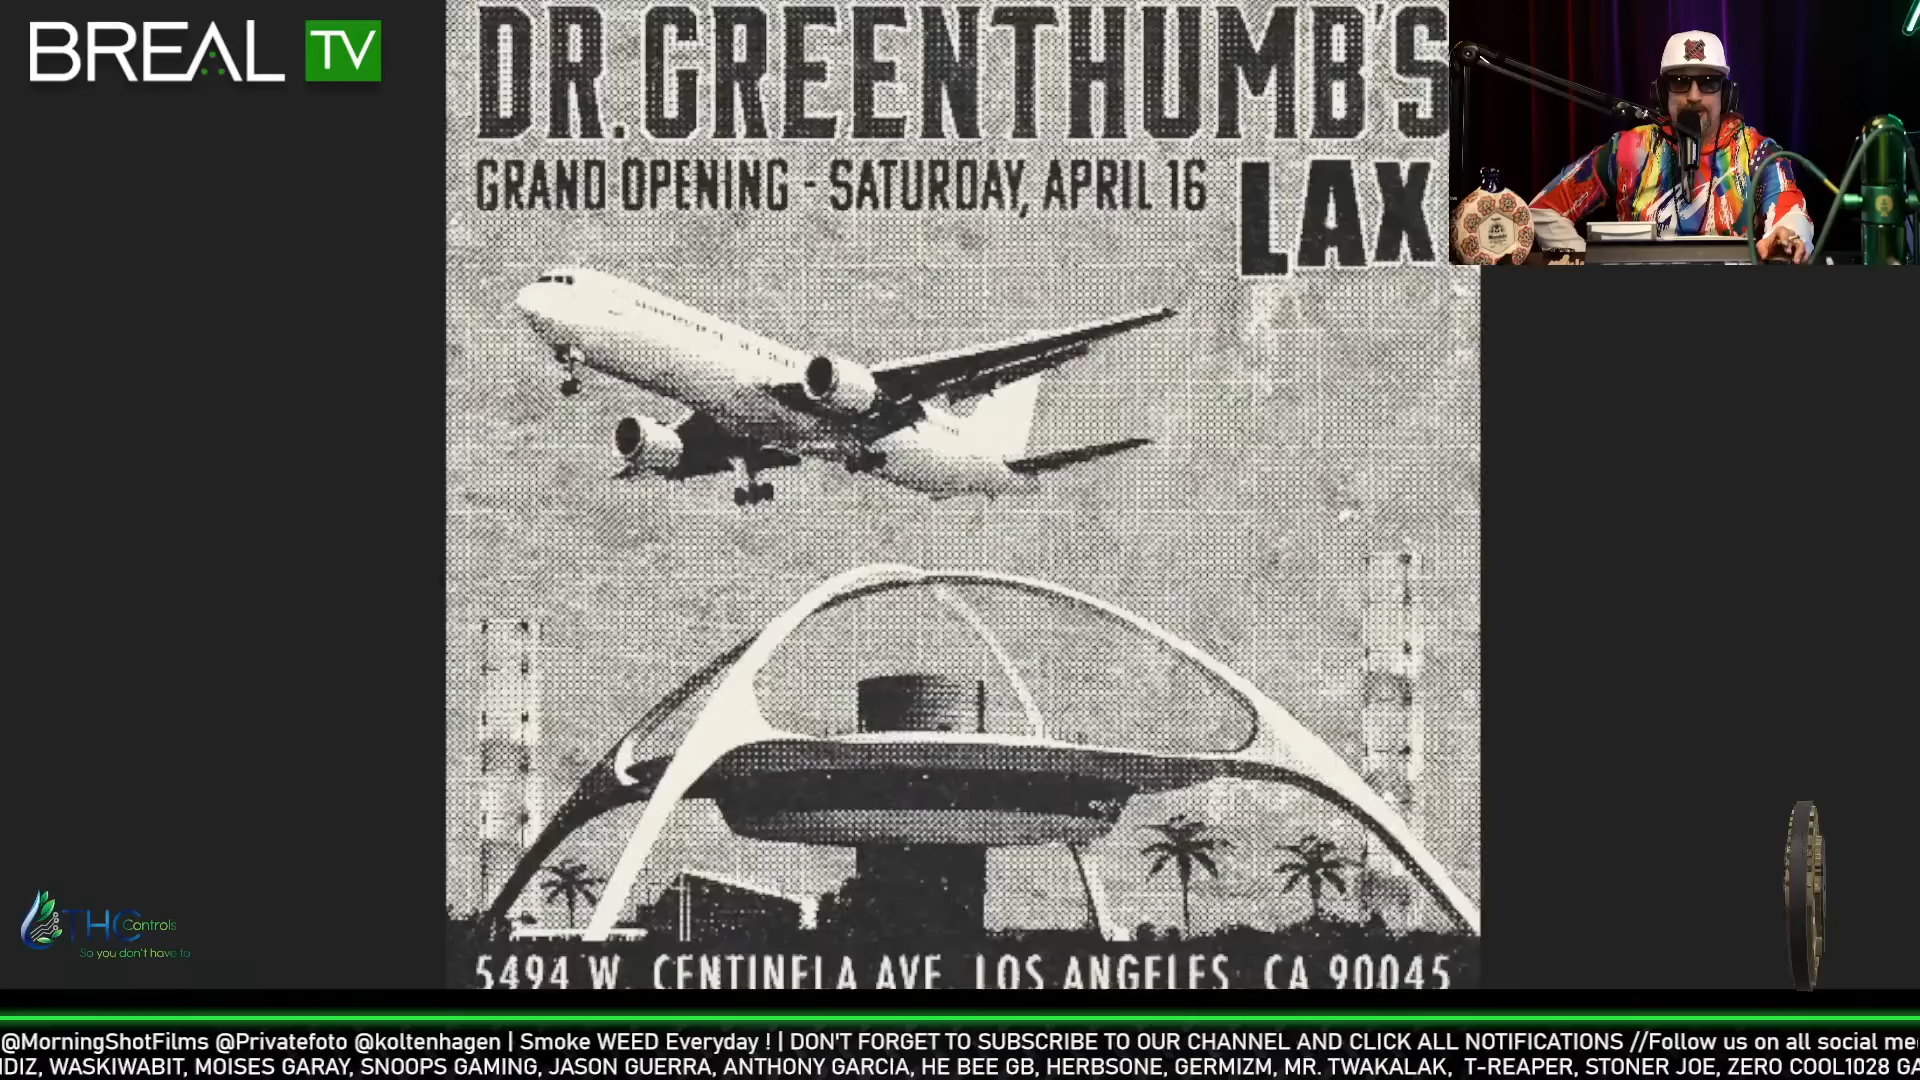 BREAL TV
DR. GREENTHUMB'S
GRAND OPENING - SATURDAY, APRIL 16
LAX
THC Controls
So you don't have to
5494 W. CENTINELA AVE. LOS ANGELES, CA 90045
@MorningShotFilms @Privatefoto @koltenhagen | Smoke WEED Everyday ! | DON'T FORGET TO SUBSCRIBE TO OUR CHANNEL AND CLICK ALL NOTIFICATIONS //Follow us on all social me
NDIZ, WASKIWABIT, MOISES GARAY, SNOOPS GAMING, JASON GUERRA, ANTHONY GARCIA, HE BEE GB, HERBSONE, GERMIZM, MR. TWAKALAK, T-REAPER, STONER JOE, ZERO COOL1028 GA